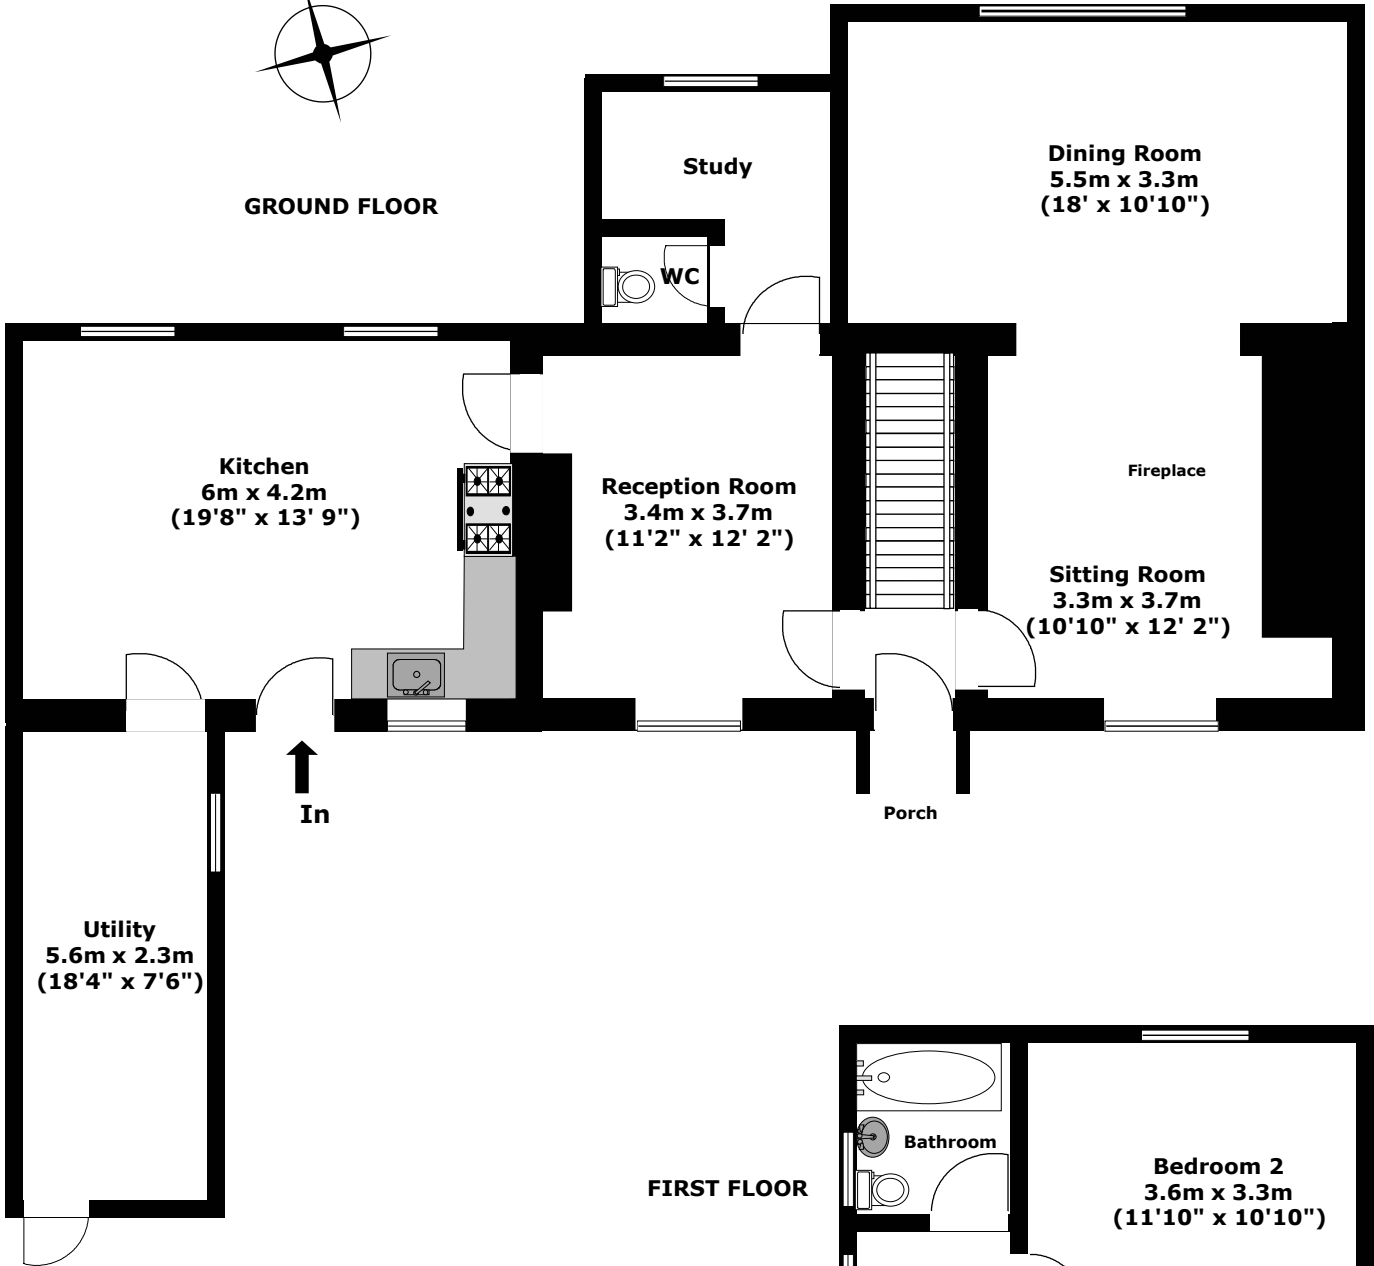 GROUND FLOOR
Study
WC
Dining Room
5.5m x 3.3m
(18' x 10'10")
Kitchen
6m x 4.2m
(19'8" x 13' 9")
Reception Room
3.4m x 3.7m
(11'2" x 12' 2")
Fireplace
Sitting Room
3.3m x 3.7m
(10'10" x 12' 2")
In
Porch
Utility
5.6m x 2.3m
(18'4" x 7'6")
FIRST FLOOR
Bathroom
Bedroom 2
3.6m x 3.3m
(11'10" x 10'10")